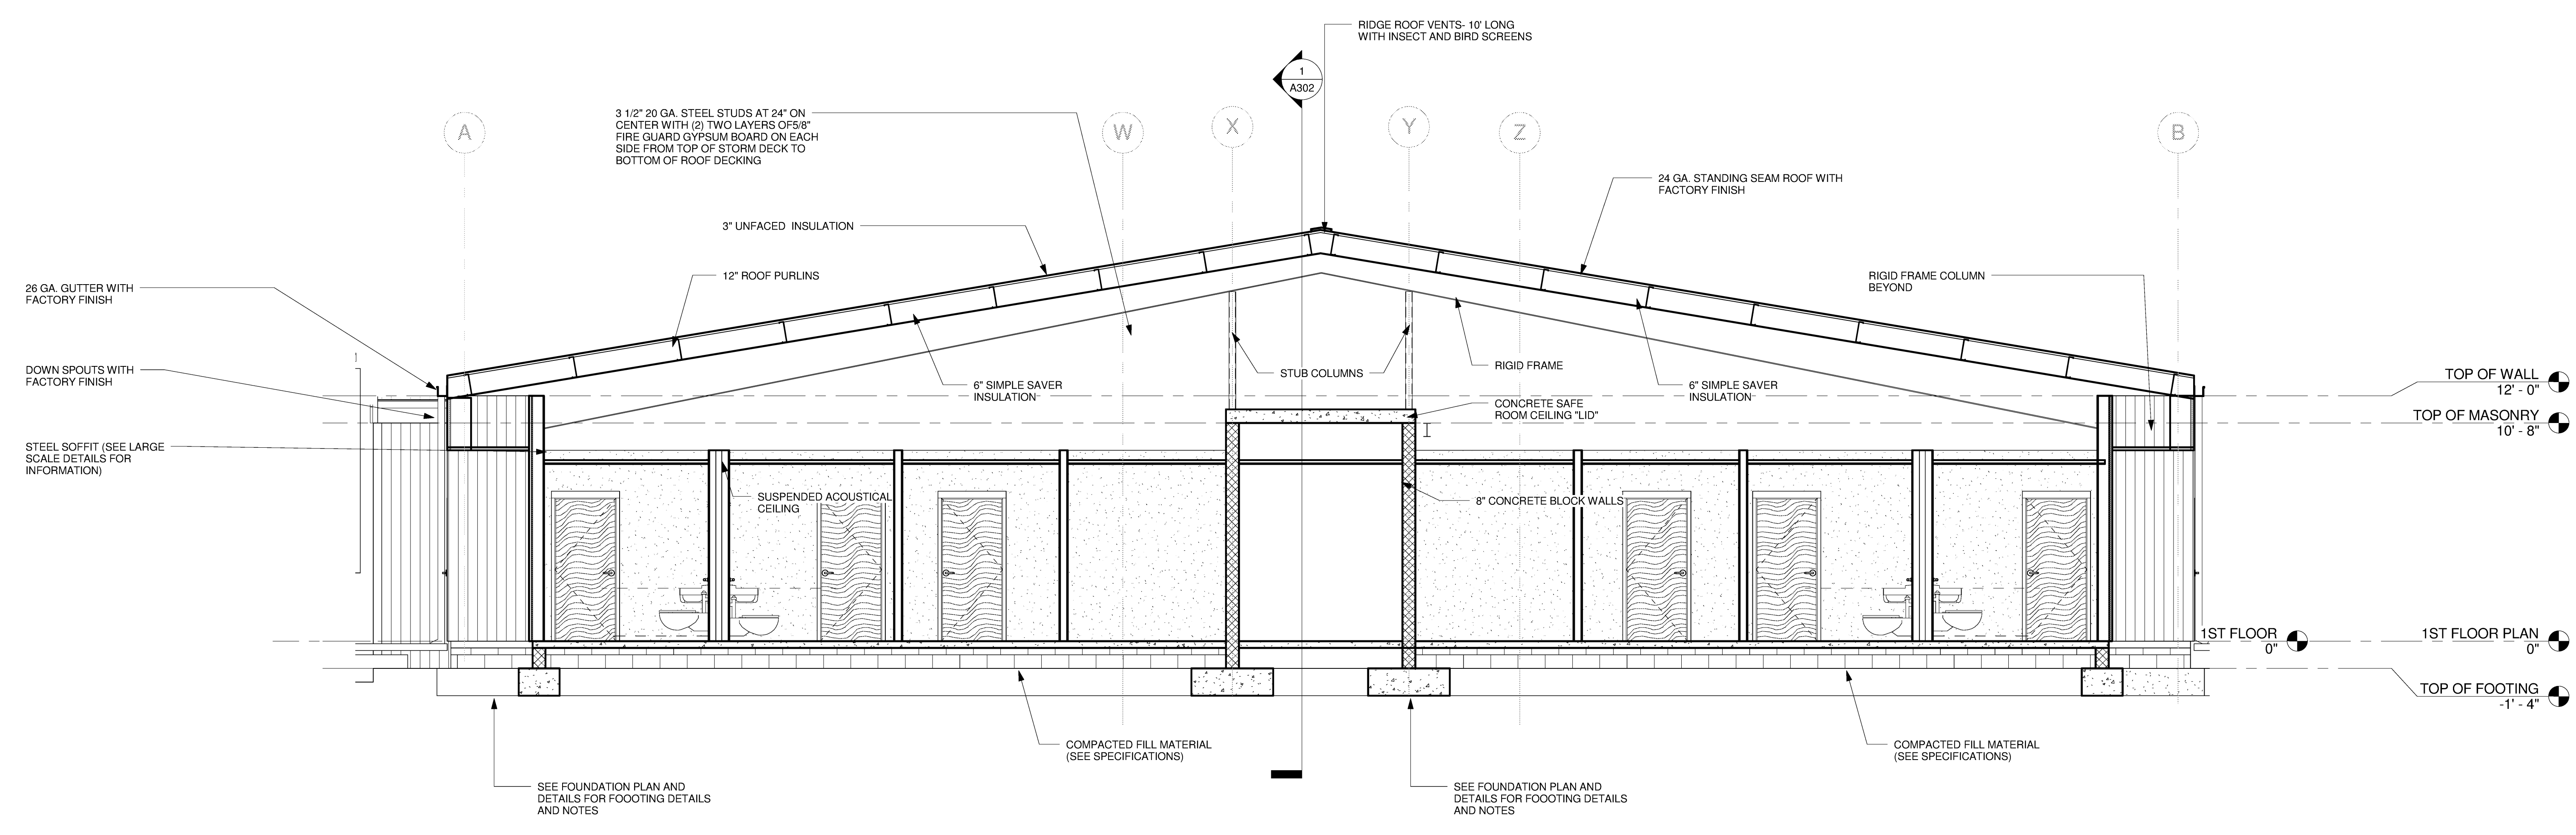 RIDGE ROOF VENTS- 10' LONG
WITH INSECT AND BIRD SCREENS
1
A302
3 1/2" 20 GA. STEEL STUDS AT 24" ON
CENTER WITH (2) TWO LAYERS OF5/8"
FIRE GUARD GYPSUM BOARD ON EACH
SIDE FROM TOP OF STORM DECK TO
BOTTOM OF ROOF DECKING
A
W
X
Y
Z
B
24 GA. STANDING SEAM ROOF WITH
FACTORY FINISH
3" UNFACED INSULATION
12" ROOF PURLINS
RIGID FRAME COLUMN
BEYOND
26 GA. GUTTER WITH
FACTORY FINISH
DOWN SPOUTS WITH
FACTORY FINISH
STUB COLUMNS
RIGID FRAME
6" SIMPLE SAVER
INSULATION
6" SIMPLE SAVER
INSULATION
TOP OF WALL
12' - 0"
CONCRETE SAFE
ROOM CEILING "LID"
TOP OF MASONRY
10' - 8"
STEEL SOFFIT (SEE LARGE
SCALE DETAILS FOR
INFORMATION)
SUSPENDED ACOUSTICAL
CEILING
8" CONCRETE BLOCK WALLS
1ST FLOOR
0"
1ST FLOOR PLAN
0"
TOP OF FOOTING
-1' - 4"
COMPACTED FILL MATERIAL
(SEE SPECIFICATIONS)
COMPACTED FILL MATERIAL
(SEE SPECIFICATIONS)
SEE FOUNDATION PLAN AND
DETAILS FOR FOOOTING DETAILS
AND NOTES
SEE FOUNDATION PLAN AND
DETAILS FOR FOOOTING DETAILS
AND NOTES